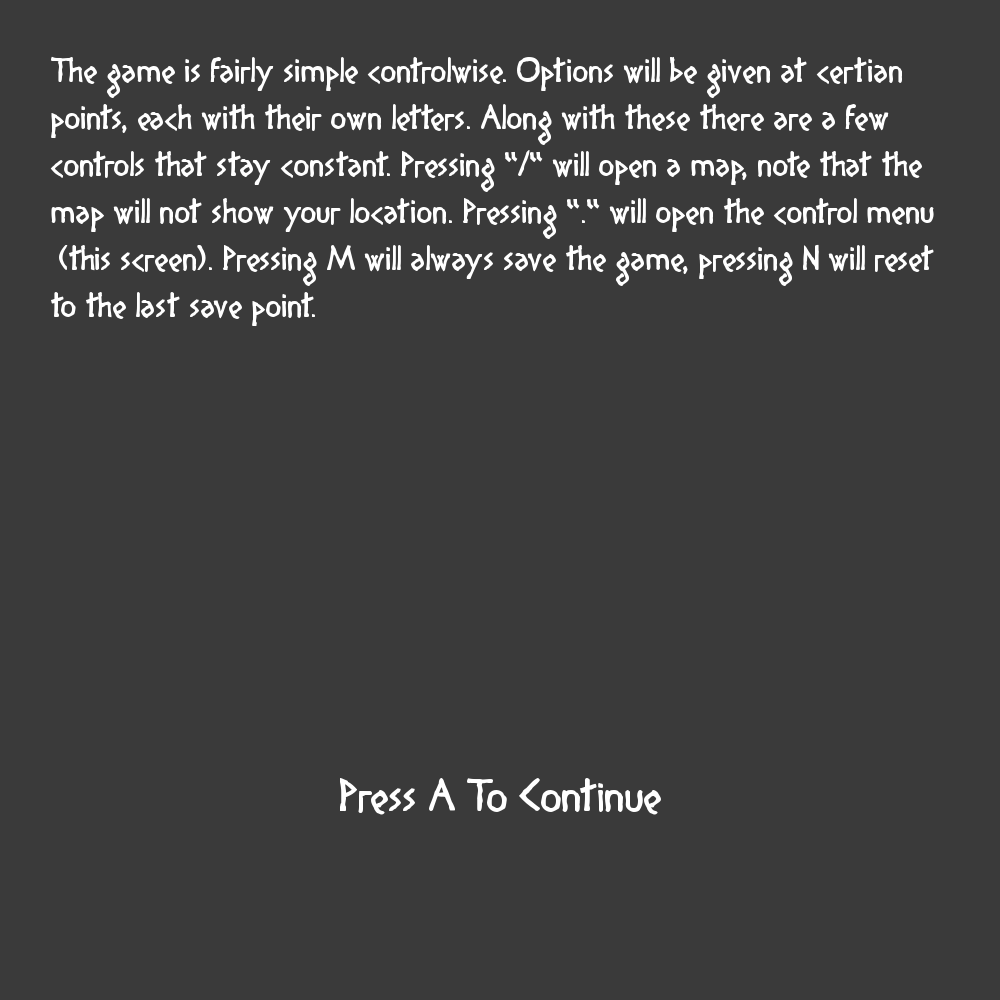 The game is fairly simple controlwise. Options will be given at certian
points, each with their own letters. Along with these there are a few
controls that stay constant. Pressing “/“ will open a map, note that the
map will not show your location. Pressing “.“ will open the control menu
(this screen). Pressing M will always save the game, pressing N will reset
to the last save point.
Press A To Continue